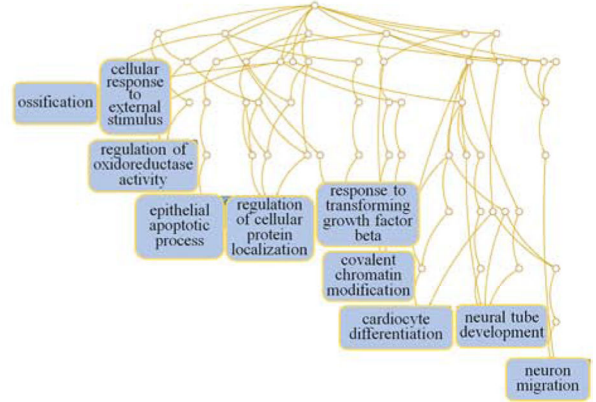 ossification
cellular
response
to
external
stimulus
regulation of
oxidoreductase
activity
epithelial
apoptotic
process
regulation
of cellular
protein
localization
response to
transforming
growth factor
beta
covalent
chromatin
modification
cardiocyte
differentiation
neural tube
development
neuron
migration